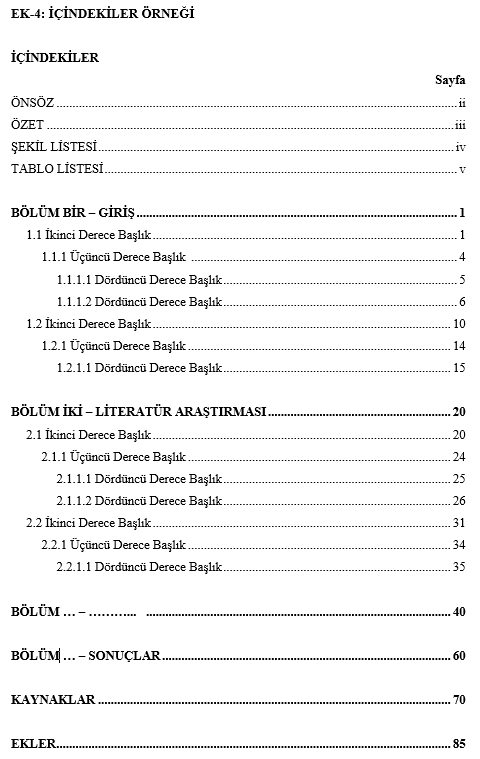 EK-4: İÇİNDEKİLER ÖRNEĞİ
İÇİNDEKİLER
Sayfa
ÖNSÖZ ii
ÖZET iii
ŞEKİL LİSTESİ iv
TABLO LİSTESİ v
BÖLÜM BİR – GİRİŞ 1
1.1 İkinci Derece Başlık 1
1.1.1 Üçüncü Derece Başlık 4
1.1.1.1 Dördüncü Derece Başlık 5
1.1.1.2 Dördüncü Derece Başlık 6
1.2 İkinci Derece Başlık 10
1.2.1 Üçüncü Derece Başlık 14
1.2.1.1 Dördüncü Derece Başlık 15
BÖLÜM İKİ – LİTERATÜR ARAŞTIRMASI 20
2.1 İkinci Derece Başlık 20
2.1.1 Üçüncü Derece Başlık 24
2.1.1.1 Dördüncü Derece Başlık 25
2.1.1.2 Dördüncü Derece Başlık 26
2.2 İkinci Derece Başlık 31
2.2.1 Üçüncü Derece Başlık 34
2.2.1.1 Dördüncü Derece Başlık 35
BÖLÜM … – ……….. 40
BÖLÜM … – SONUÇLAR 60
KAYNAKLAR 70
EKLER 85